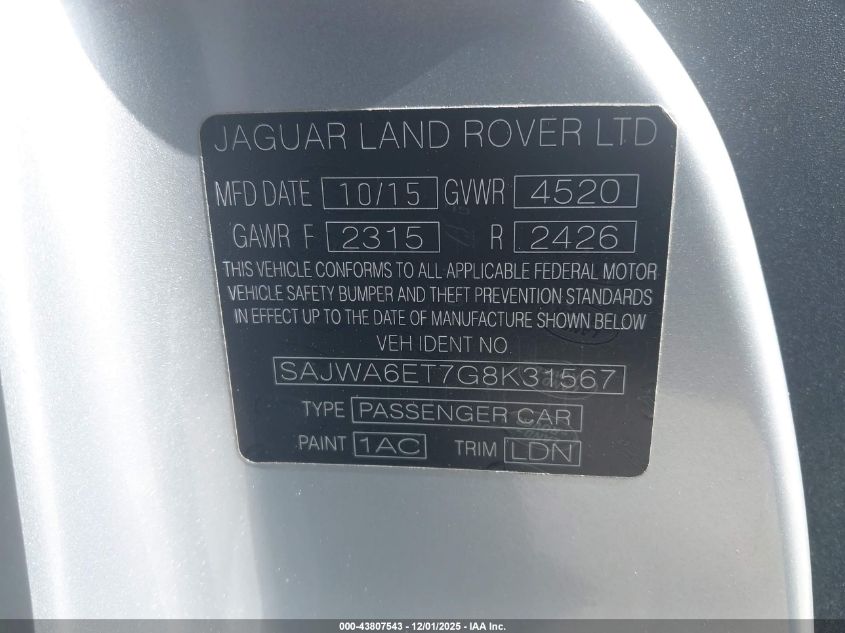 JAGUAR LAND ROVER LTD
MFD DATE 10/15 GVWR 4520
GAWR F 2315 R 2426
THIS VEHICLE CONFORMS TO ALL APPLICABLE FEDERAL MOTOR
VEHICLE SAFETY BUMPER AND THEFT PREVENTION STANDARDS
IN EFFECT UP TO THE DATE OF MANUFACTURE SHOWN BELOW
VEH IDENT NO.
SAJWA6ET7G8K31567
TYPE PASSENGER CAR
PAINT 1AC TRIM LDN
000-43807543 - 12/01/2025 - IAA Inc.